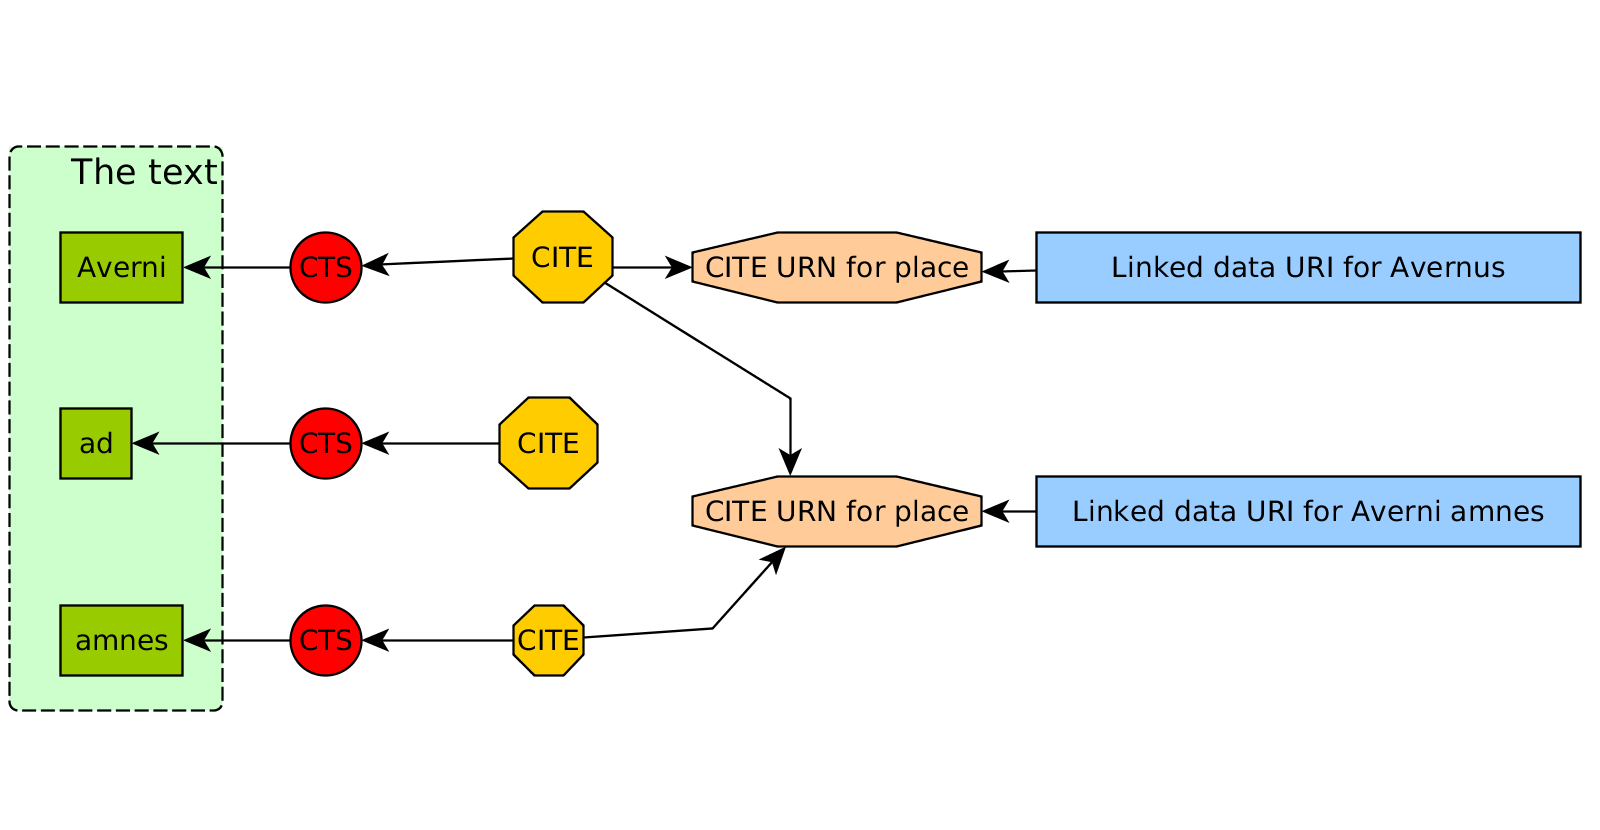 The text
Averni
CTS
CITE
CITE URN for place
Linked data URI for Avernus
ad
CTS
CITE
CITE URN for place
Linked data URI for Averni amnes
amnes
CTS
CITE